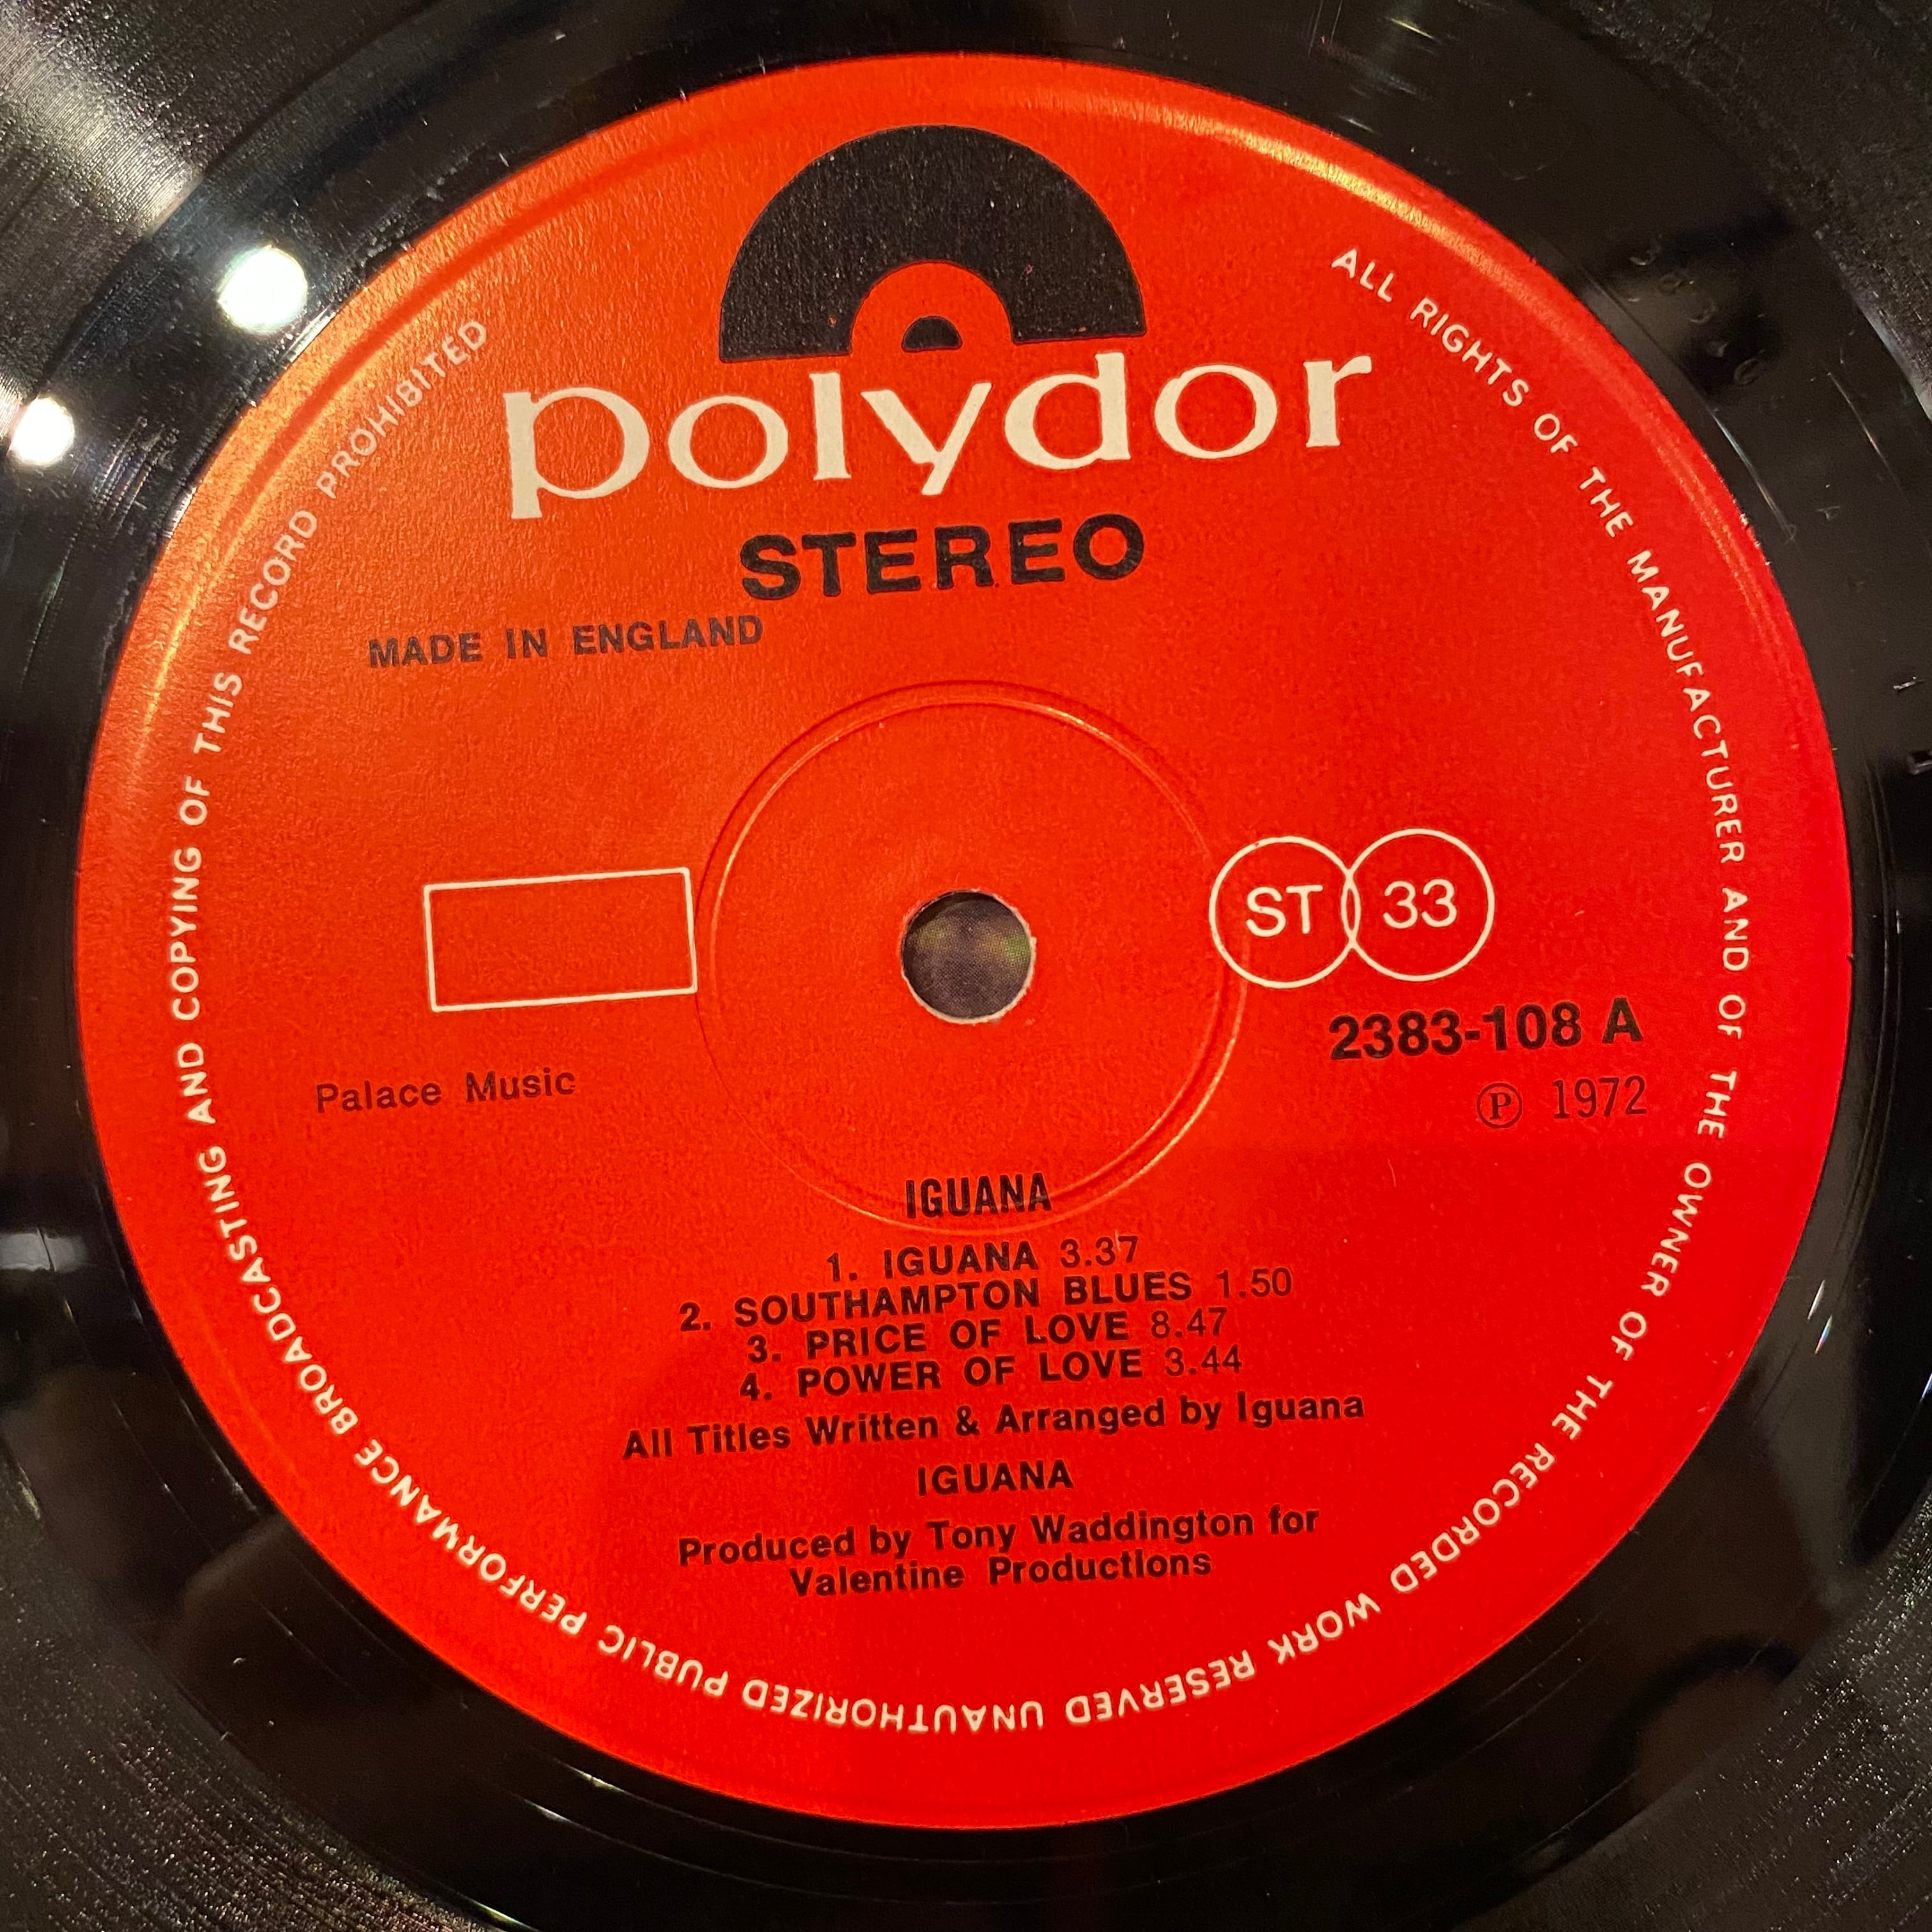 polydor
STEREO
MADE IN ENGLAND
ST 33
2383-108 A
Ⓟ 1972
Palace Music
IGUANA
1. IGUANA 3.37
2. SOUTHAMPTON BLUES 1.50
3. PRICE OF LOVE 8.47
4. POWER OF LOVE 3.44
All Titles Written & Arranged by Iguana
IGUANA
Produced by Tony Waddington for
Valentine Productions
ALL RIGHTS OF THE MANUFACTURER AND OF THE OWNER OF THE RECORDED WORK RESERVED UNAUTHORIZED PUBLIC PERFORMANCE BROADCASTING AND COPYING OF THIS RECORD PROHIBITED